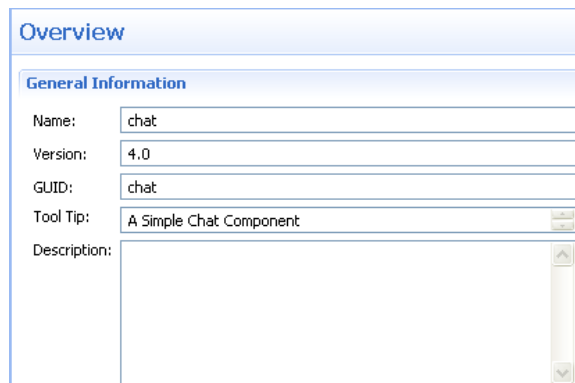 Overview
General Information
Name: chat
Version: 4.0
GUID: chat
Tool Tip: A Simple Chat Component
Description: